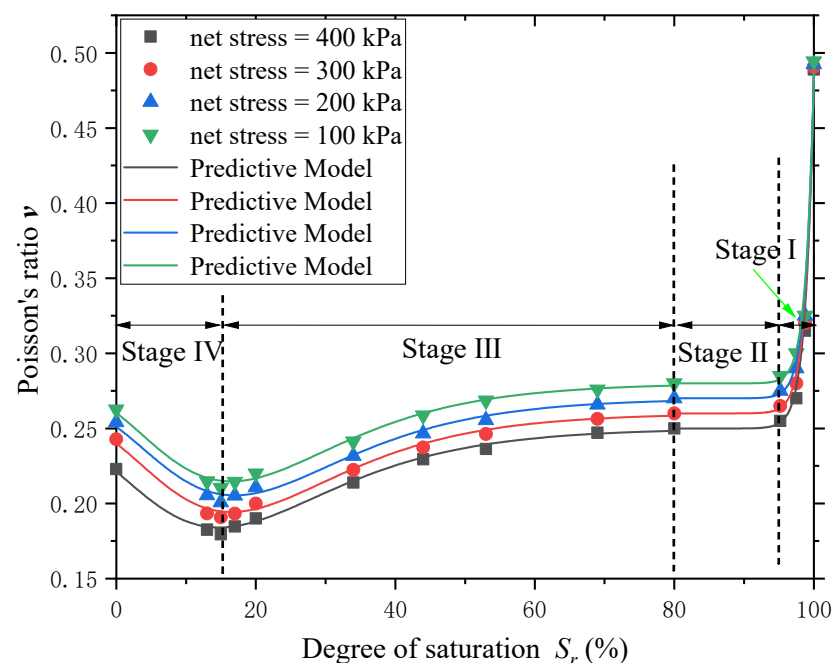 net stress = 400 kPa
net stress = 300 kPa
net stress = 200 kPa
net stress = 100 kPa
Predictive Model
Predictive Model
Predictive Model
Predictive Model
Stage I
Stage IV
Stage III
Stage II
Poisson's ratio v
0.50
0.45
0.40
0.35
0.30
0.25
0.20
0.15
0 20 40 60 80 100
Degree of saturation Sr (%)